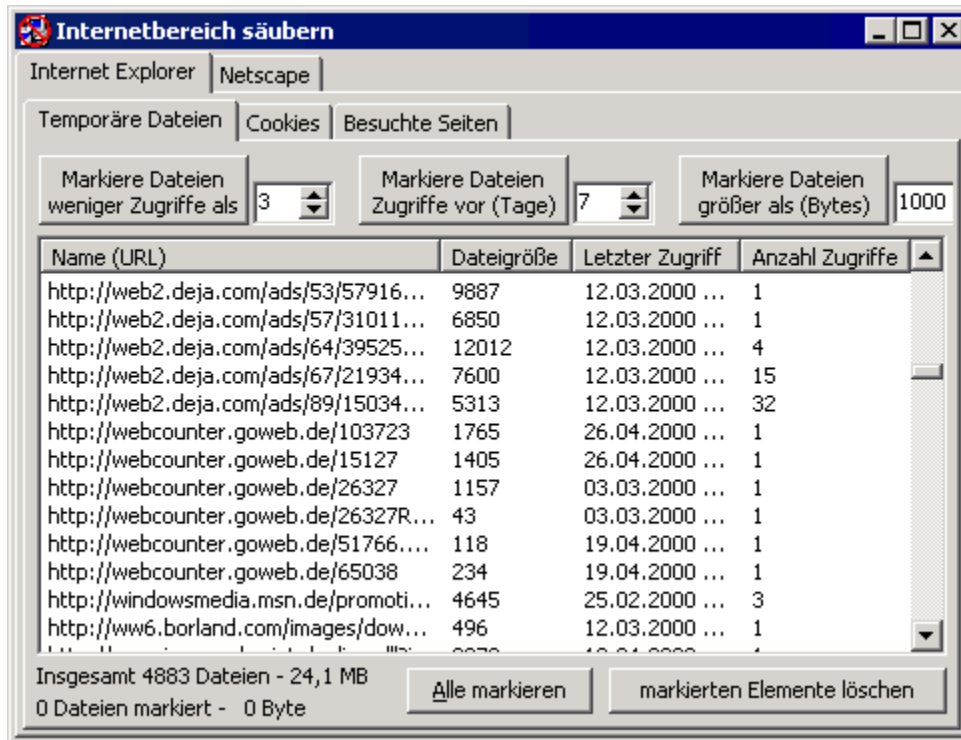 Internetbereich säubern
Internet Explorer Netscape
Temporäre Dateien Cookies Besuchte Seiten
Markiere Dateien weniger Zugriffe als 3 Markiere Dateien Zugriffe vor (Tage) 7 Markiere Dateien größer als (Bytes) 1000
Name (URL) Dateigröße Letzter Zugriff Anzahl Zugriffe
http://web2.deja.com/ads/53/57916... 9887 12.03.2000 ... 1
http://web2.deja.com/ads/57/31011... 6850 12.03.2000 ... 1
http://web2.deja.com/ads/64/39525... 12012 12.03.2000 ... 4
http://web2.deja.com/ads/67/21934... 7600 12.03.2000 ... 15
http://web2.deja.com/ads/89/15034... 5313 12.03.2000 ... 32
http://webcounter.goweb.de/103723 1765 26.04.2000 ... 1
http://webcounter.goweb.de/15127 1405 26.04.2000 ... 1
http://webcounter.goweb.de/26327 1157 03.03.2000 ... 1
http://webcounter.goweb.de/26327R... 43 03.03.2000 ... 1
http://webcounter.goweb.de/51766.... 118 19.04.2000 ... 1
http://webcounter.goweb.de/65038 234 19.04.2000 ... 1
http://windowsmedia.msn.de/promoti... 4645 25.02.2000 ... 3
http://ww6.borland.com/images/dow... 496 12.03.2000 ... 1
Insgesamt 4883 Dateien - 24,1 MB
0 Dateien markiert - 0 Byte
Alle markieren markierten Elemente löschen